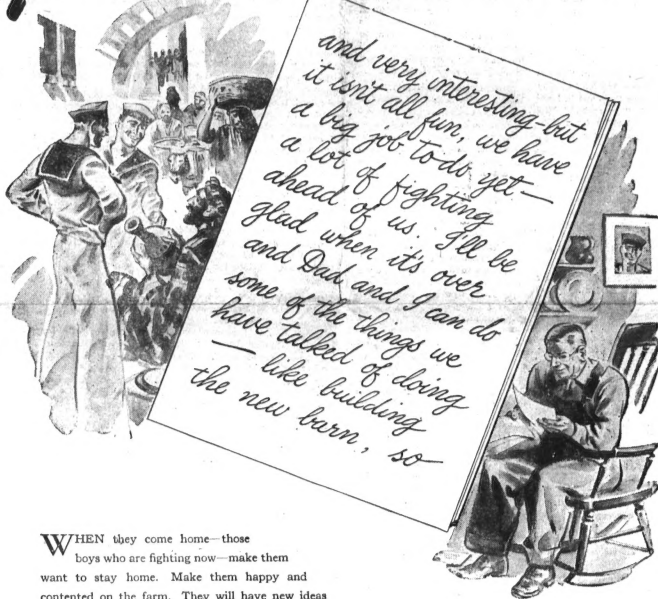 and very interesting—but
it isn't all fun, we have
a big job to do yet—
a lot of fighting
ahead of us. I'll be
glad when it's over
and Dad and I can do
some of the things we
have talked of doing
— like building
the new barn, so
WHEN they come home—those
boys who are fighting now—make them
want to stay home. Make them happy and
contented on the farm. They will have new ideas